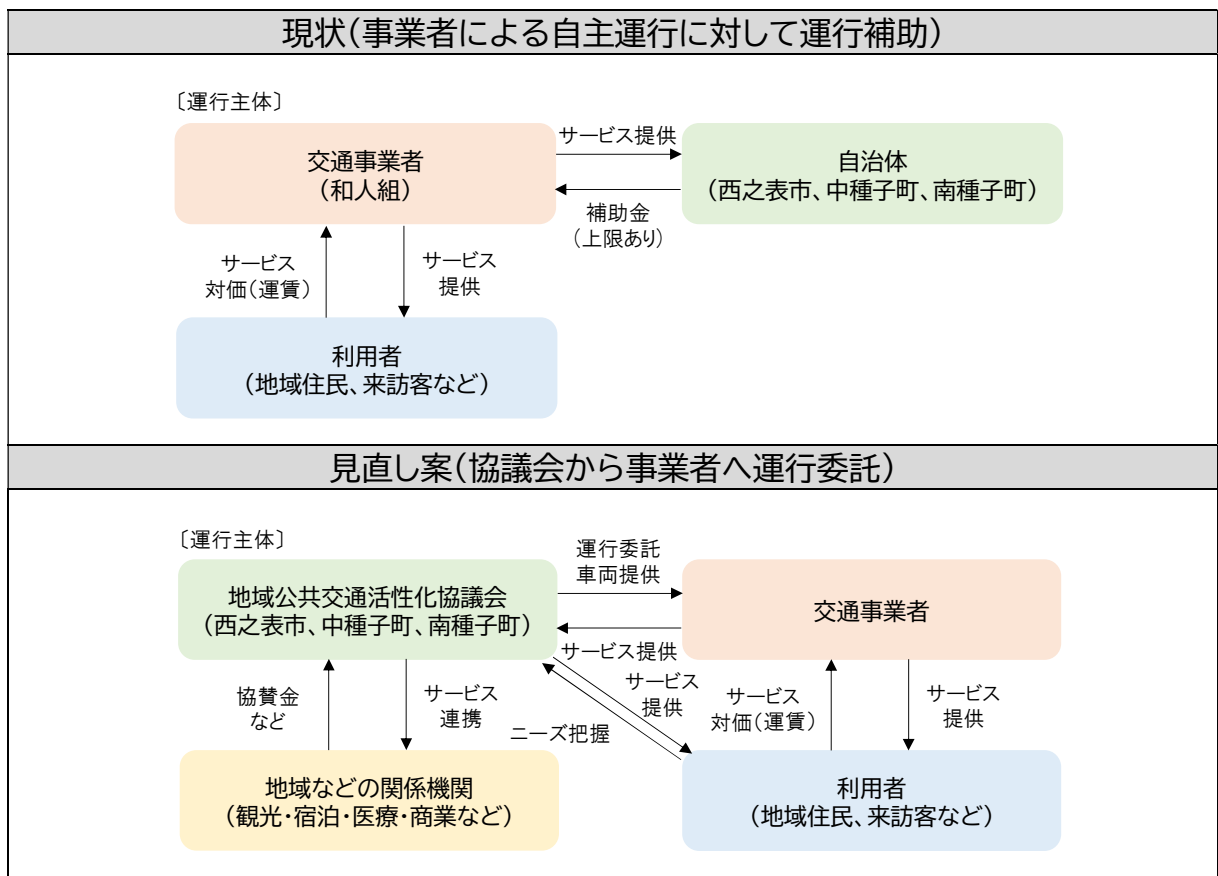 現状（事業者による自主運行に対して運行補助）
〔運行主体〕
交通事業者
（和人組）
サービス提供
自治体
（西之表市、中種子町、南種子町）
補助金
（上限あり）
サービス
対価（運賃）
サービス
提供
利用者
（地域住民、来訪客など）
見直し案（協議会から事業者へ運行委託）
〔運行主体〕
地域公共交通活性化協議会
（西之表市、中種子町、南種子町）
運行委託
車両提供
交通事業者
サービス提供
協賛金
など
サービス
連携
サービス
提供
ニーズ把握
サービス
対価（運賃）
サービス
提供
地域などの関係機関
（観光・宿泊・医療・商業など）
利用者
（地域住民、来訪客など）